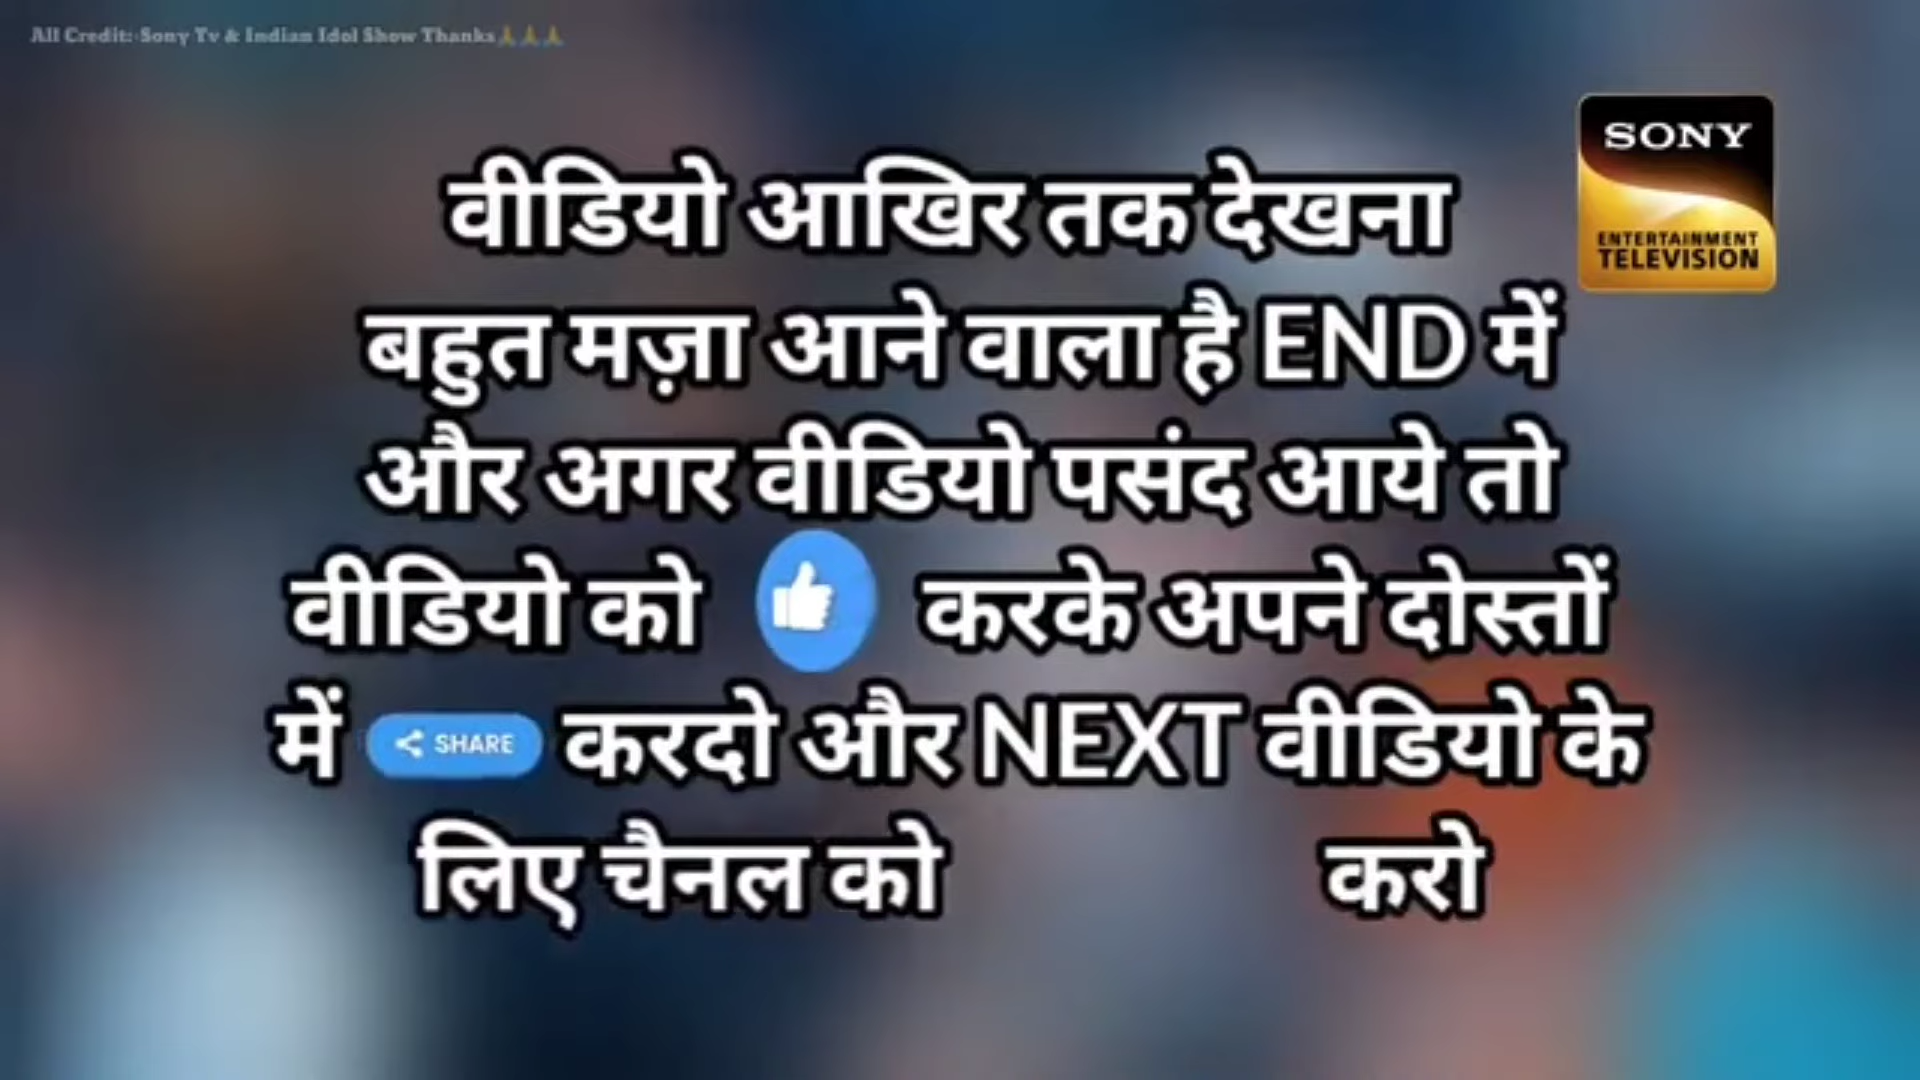 All Credit:-Sony Tv & Indian Idol Show Thanks🙏🙏🙏
SONY
ENTERTAINMENT
TELEVISION
वीडियो आखिर तक देखना
बहुत मज़ा आने वाला है END में
और अगर वीडियो पसंद आये तो
वीडियो को 👍 करके अपने दोस्तों
में SHARE करदो और NEXT वीडियो के
लिए चैनल को करो